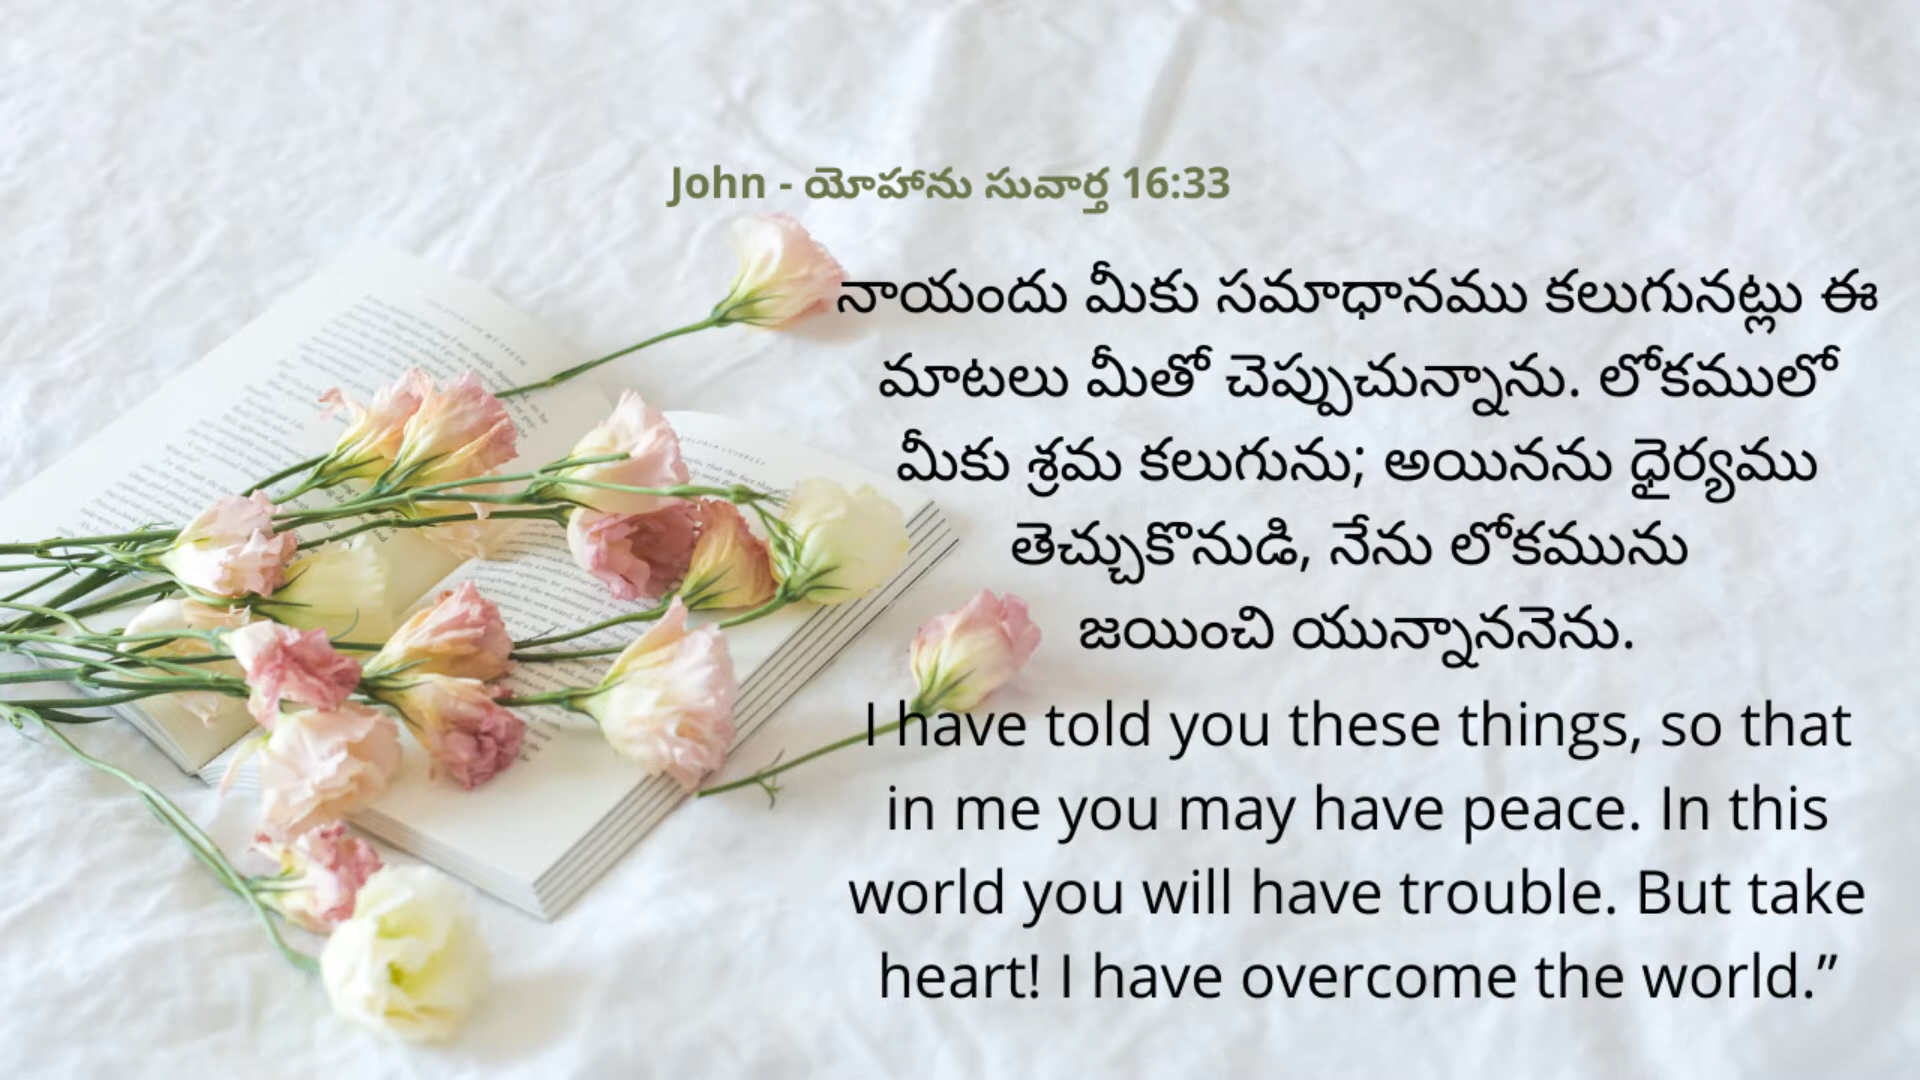 John - యోహాను సువార్త 16:33
నాయందు మీకు సమాధానము కలుగునట్లు ఈ
మాటలు మీతో చెప్పుచున్నాను. లోకములో
మీకు శ్రమ కలుగును; అయినను ధైర్యము
తెచ్చుకొనుడి, నేను లోకమును
జయించి యున్నాననెను.
I have told you these things, so that
in me you may have peace. In this
world you will have trouble. But take
heart! I have overcome the world.”